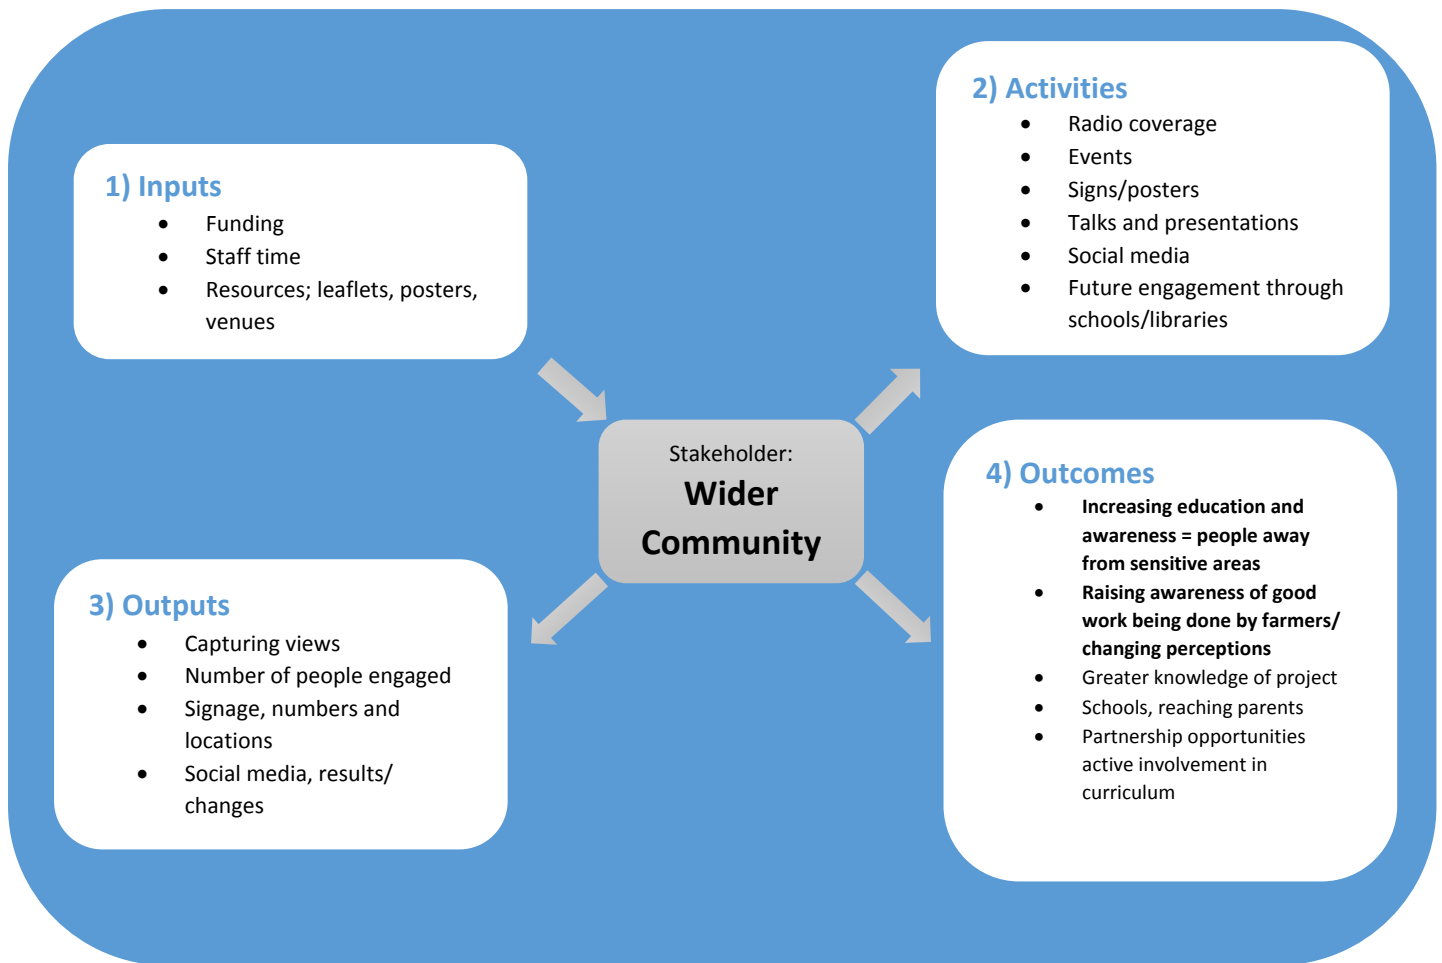 1) Inputs
• Funding
• Staff time
• Resources; leaflets, posters,
venues
2) Activities
• Radio coverage
• Events
• Signs/posters
• Talks and presentations
• Social media
• Future engagement through
schools/libraries
Stakeholder:
Wider
Community
3) Outputs
• Capturing views
• Number of people engaged
• Signage, numbers and
locations
• Social media, results/
changes
4) Outcomes
• Increasing education and
awareness = people away
from sensitive areas
• Raising awareness of good
work being done by farmers/
changing perceptions
• Greater knowledge of project
• Schools, reaching parents
• Partnership opportunities
active involvement in
curriculum